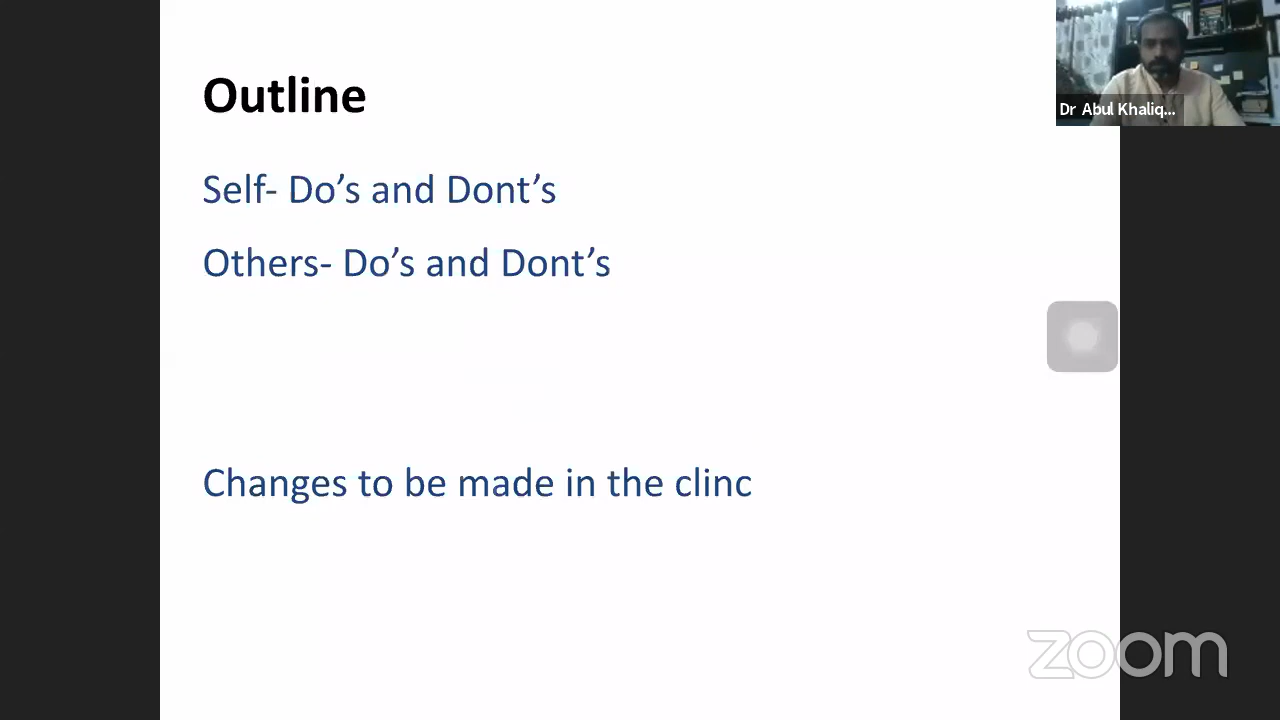 Outline
Dr Abul Khaliq...
Self- Do’s and Dont’s
Others- Do’s and Dont’s
Changes to be made in the clinc
zoom